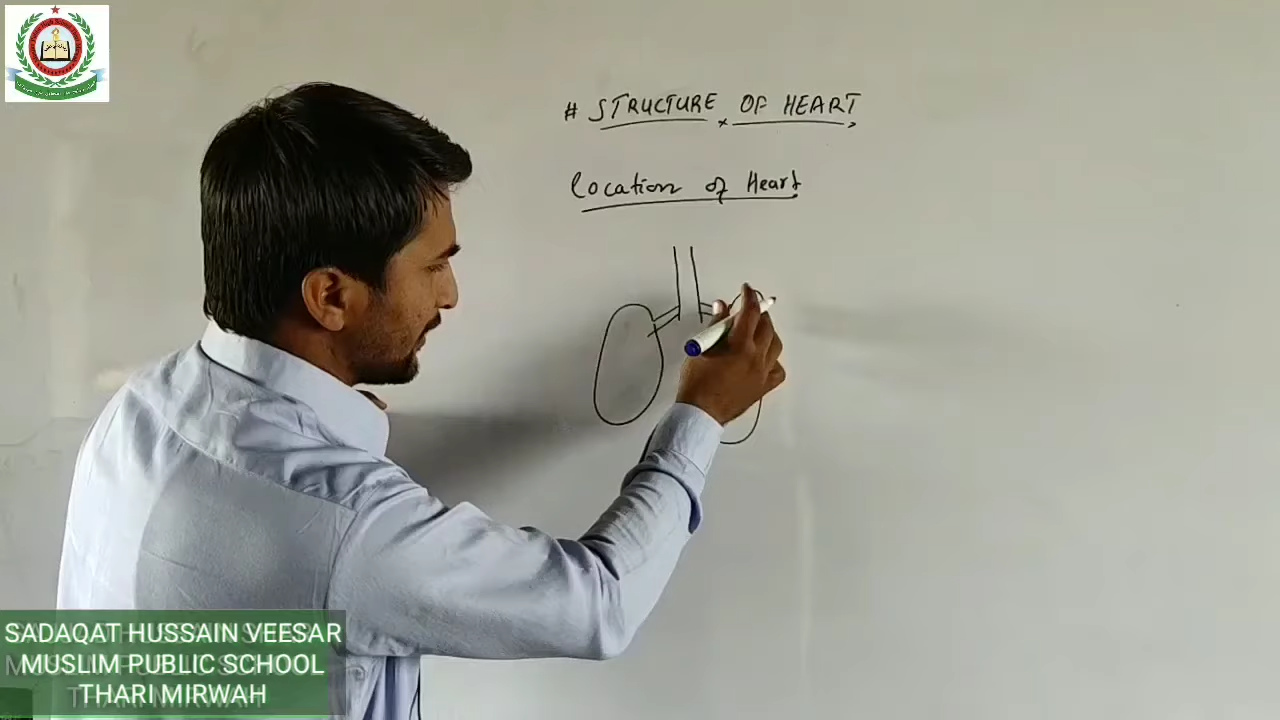 # STRUCTURE OF HEART
Location of Heart
SADAQAT HUSSAIN VEESAR
MUSLIM PUBLIC SCHOOL
THARI MIRWAH